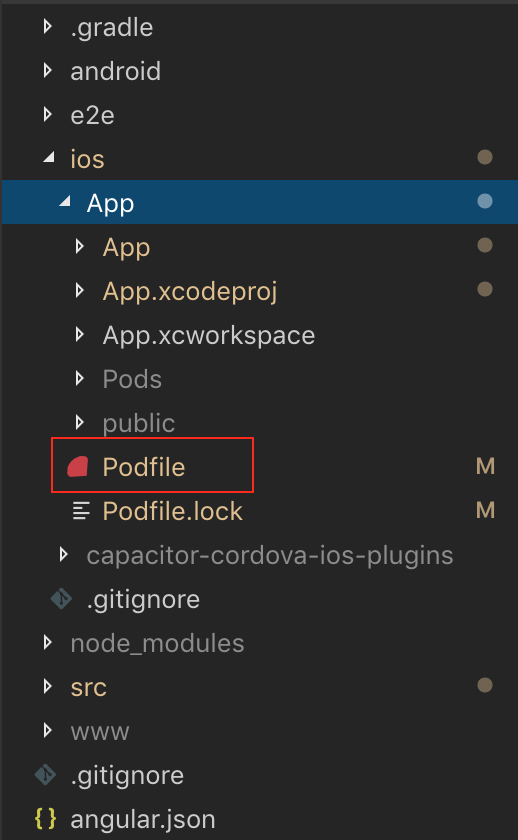 .gradle
android
e2e
ios
App
App
App.xcodeproj
App.xcworkspace
Pods
public
Podfile M
Podfile.lock M
capacitor-cordova-ios-plugins
.gitignore
node_modules
src
www
.gitignore
{ } angular.json